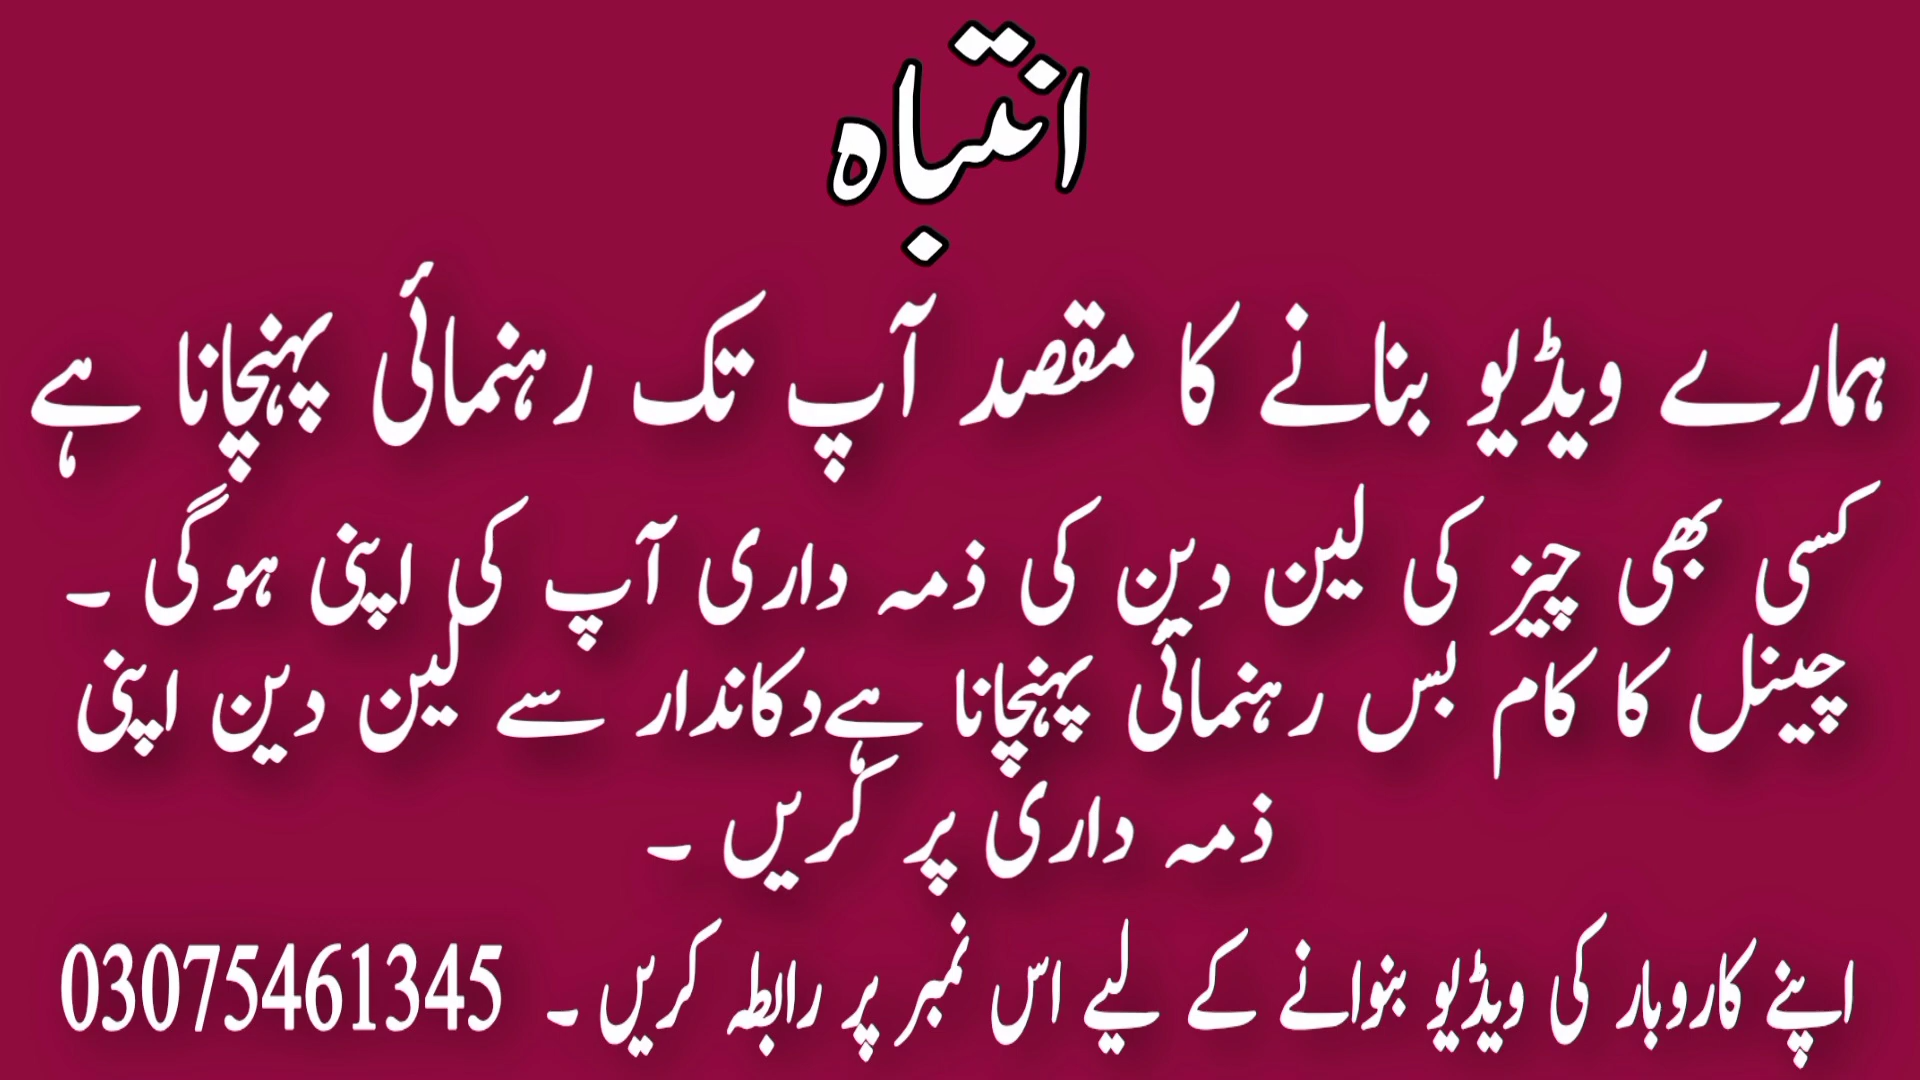 انتباہ
ہمارے ویڈیو بنانے کا مقصد آپ تک رہنمائی پہنچانا ہے
کسی بھی چیز کی لین دین کی ذمہ داری آپ کی اپنی ہوگی ۔
چینل کا کام بس رہنمائی پہنچانا ہےدکاندار سے لین دین اپنی
ذمہ داری پر کریں ۔
اپنے کاروبار کی ویڈیو بنوانے کے لیے اس نمبر پر رابطہ کریں ۔ 03075461345